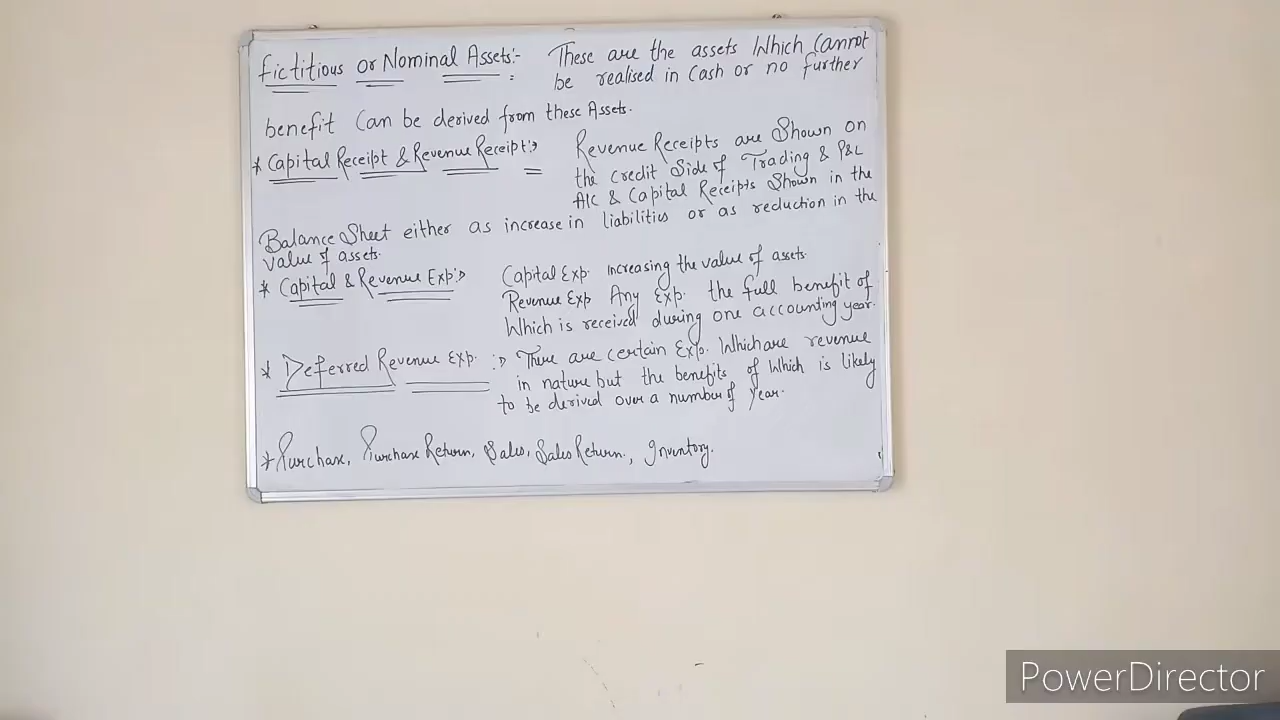 Fictitious or Nominal Assets:- These are the assets Which Cannot
be realised in Cash or no further
benefit Can be derived from these Assets.
* Capital Receipt & Revenue Receipt:- Revenue Receipts are Shown on
the credit Side of Trading & P&L
A/C & Capital Receipts Shown in the
Balance Sheet either as increase in liabilities or as reduction in the
value of assets.
* Capital & Revenue Exp:- Capital Exp. Increasing the value of assets.
Revenue Exp Any Exp. the full benefit of
Which is received during one accounting year.
* Deferred Revenue Exp. :- There are certain Exp. Which are revenue
in nature but the benefits of Which is likely
to be derived over a number of year.
* Purchase, Purchase Return, Sales, Sales Return, Inventory.
PowerDirector